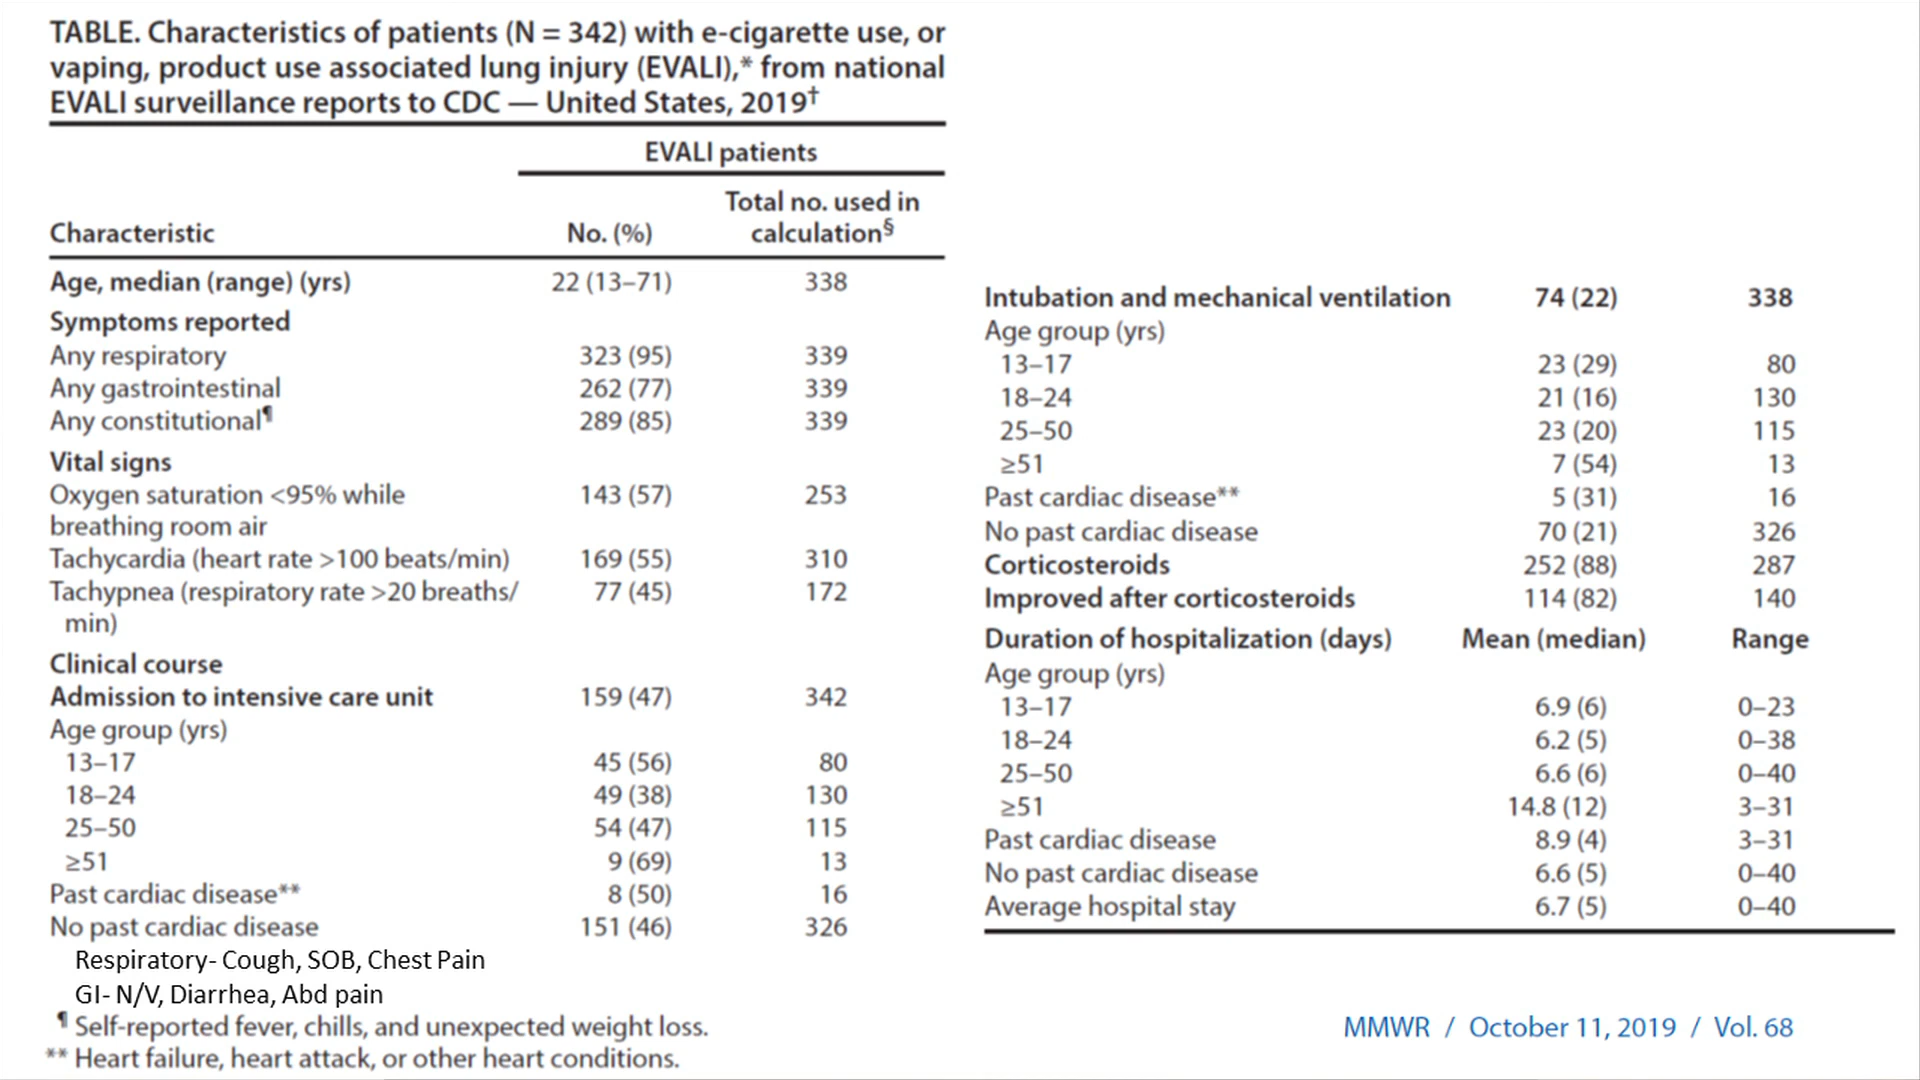 TABLE. Characteristics of patients (N = 342) with e-cigarette use, or
vaping, product use associated lung injury (EVALI),* from national
EVALI surveillance reports to CDC — United States, 2019†
EVALI patients
Characteristic No. (%) Total no. used in calculation§
Age, median (range) (yrs) 22 (13–71) 338
Symptoms reported
Any respiratory 323 (95) 339
Any gastrointestinal 262 (77) 339
Any constitutional¶ 289 (85) 339
Vital signs
Oxygen saturation <95% while 143 (57) 253
breathing room air
Tachycardia (heart rate >100 beats/min) 169 (55) 310
Tachypnea (respiratory rate >20 breaths/ 77 (45) 172
min)
Clinical course
Admission to intensive care unit 159 (47) 342
Age group (yrs)
13–17 45 (56) 80
18–24 49 (38) 130
25–50 54 (47) 115
≥51 9 (69) 13
Past cardiac disease** 8 (50) 16
No past cardiac disease 151 (46) 326
Respiratory- Cough, SOB, Chest Pain
GI- N/V, Diarrhea, Abd pain
¶ Self-reported fever, chills, and unexpected weight loss.
** Heart failure, heart attack, or other heart conditions.
Intubation and mechanical ventilation 74 (22) 338
Age group (yrs)
13–17 23 (29) 80
18–24 21 (16) 130
25–50 23 (20) 115
≥51 7 (54) 13
Past cardiac disease** 5 (31) 16
No past cardiac disease 70 (21) 326
Corticosteroids 252 (88) 287
Improved after corticosteroids 114 (82) 140
Duration of hospitalization (days) Mean (median) Range
Age group (yrs)
13–17 6.9 (6) 0–23
18–24 6.2 (5) 0–38
25–50 6.6 (6) 0–40
≥51 14.8 (12) 3–31
Past cardiac disease 8.9 (4) 3–31
No past cardiac disease 6.6 (5) 0–40
Average hospital stay 6.7 (5) 0–40
MMWR / October 11, 2019 / Vol. 68